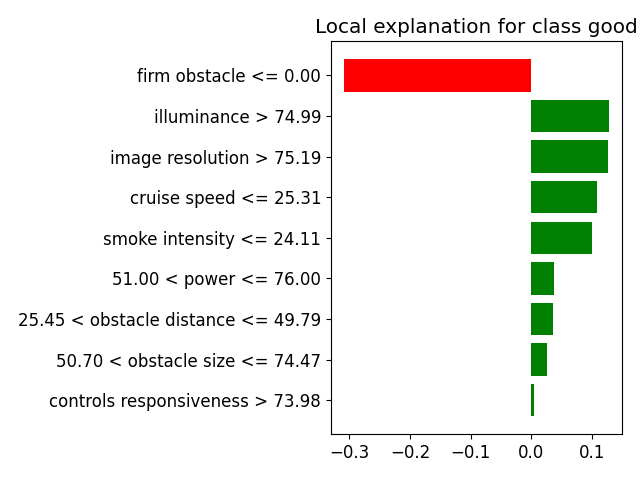 Local explanation for class good
firm obstacle <= 0.00
illuminance > 74.99
image resolution > 75.19
cruise speed <= 25.31
smoke intensity <= 24.11
51.00 < power <= 76.00
25.45 < obstacle distance <= 49.79
50.70 < obstacle size <= 74.47
controls responsiveness > 73.98
−0.3 −0.2 −0.1 0.0 0.1